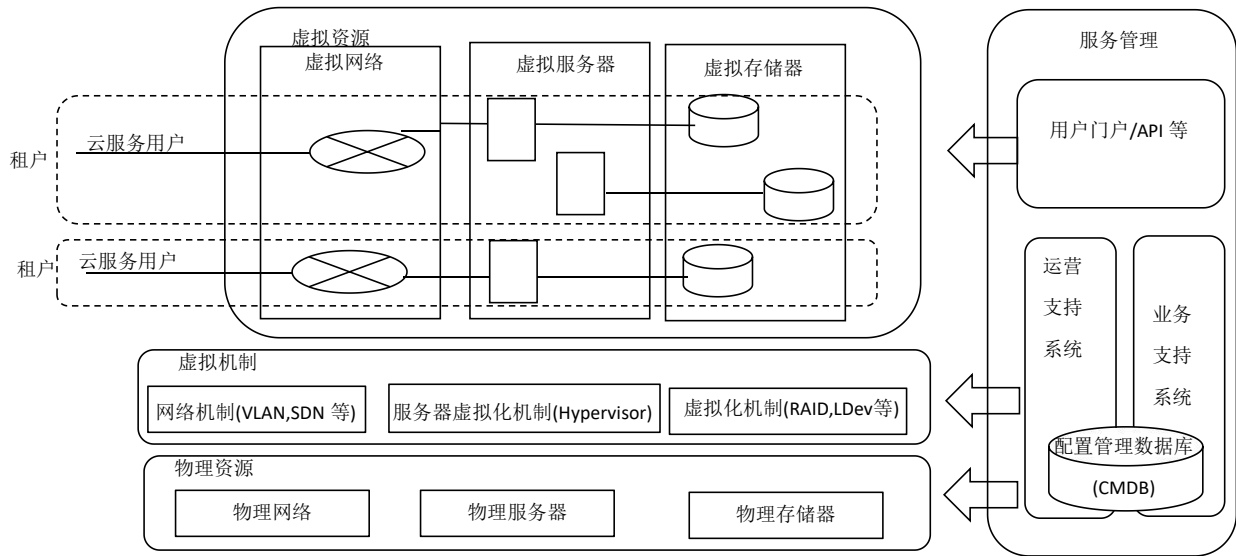 虚拟资源
虚拟网络
虚拟服务器
虚拟存储器
租户
云服务用户
租户
云服务用户
虚拟机制
网络机制(VLAN,SDN 等)
服务器虚拟化机制(Hypervisor)
虚拟化机制(RAID,LDev等)
物理资源
物理网络
物理服务器
物理存储器
服务管理
用户门户/API 等
运营
支持
系统
业务
支持
系统
配置管理数据库
(CMDB)